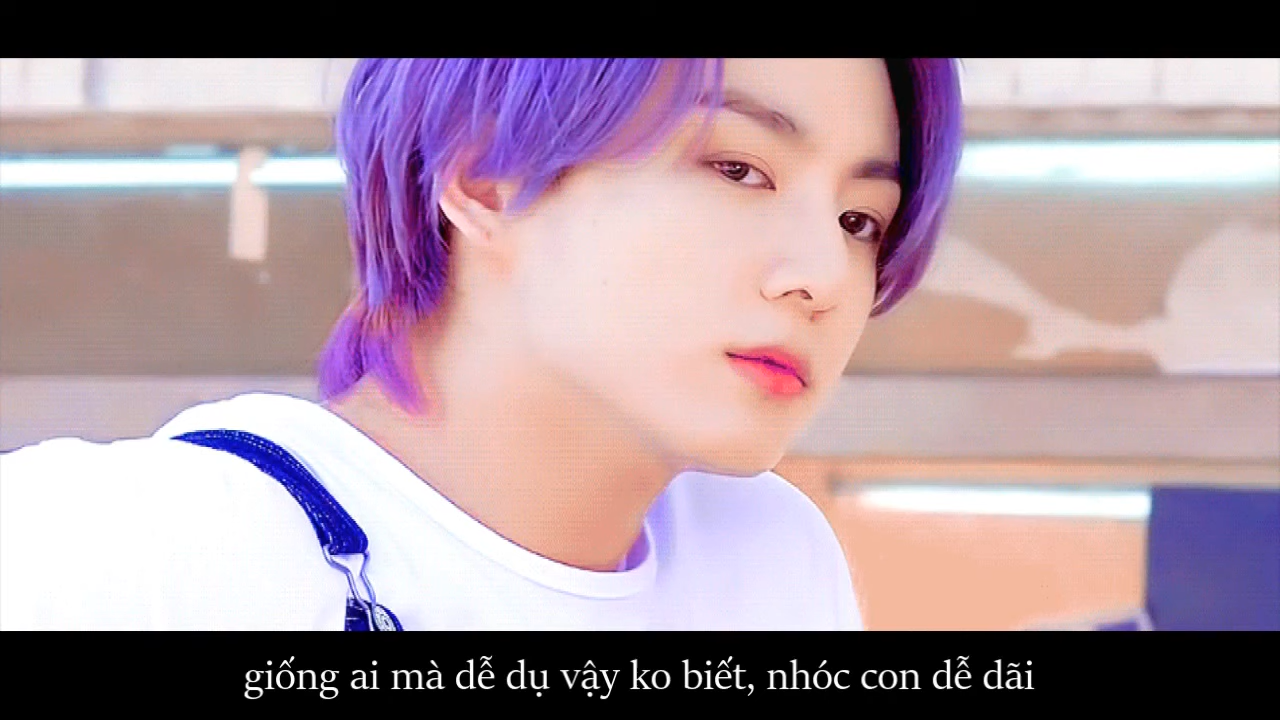 giống ai mà dễ dụ vậy ko biết, nhóc con dễ dãi